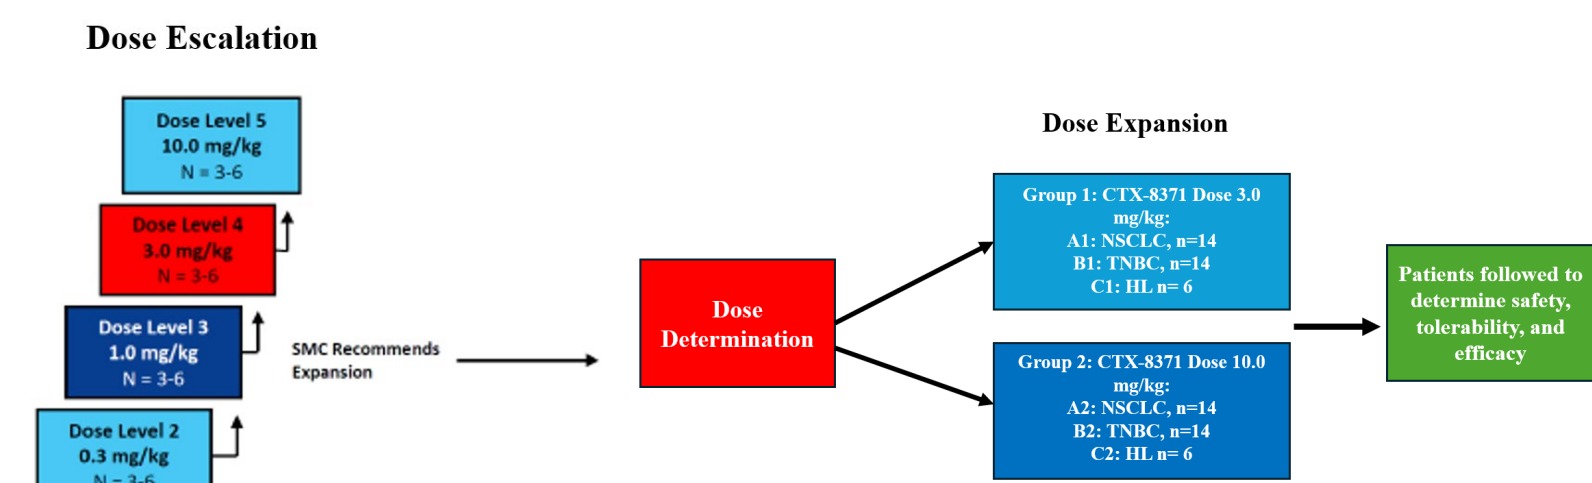 Dose Escalation
Dose Level 5
10.0 mg/kg
N = 3-6
Dose Level 4
3.0 mg/kg
N = 3-6
Dose Level 3
1.0 mg/kg
N = 3-6
Dose Level 2
0.3 mg/kg
N = 3-6
SMC Recommends
Expansion
Dose
Determination
Dose Expansion
Group 1: CTX-8371 Dose 3.0
mg/kg:
A1: NSCLC, n=14
B1: TNBC, n=14
C1: HL n= 6
Group 2: CTX-8371 Dose 10.0
mg/kg:
A2: NSCLC, n=14
B2: TNBC, n=14
C2: HL n= 6
Patients followed to
determine safety,
tolerability, and
efficacy